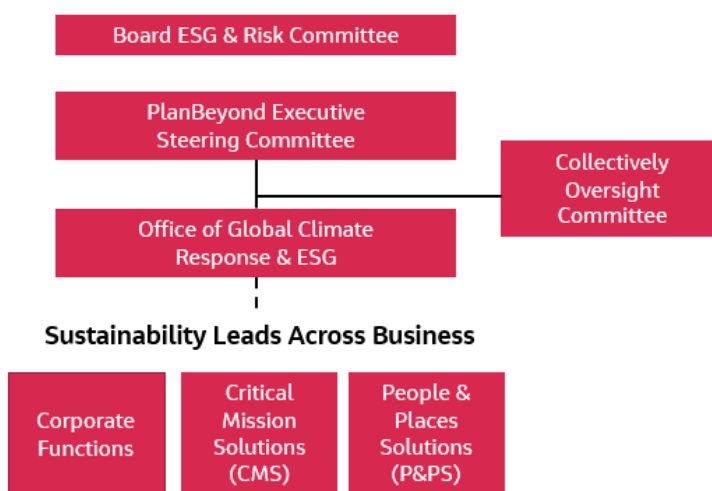 Board ESG & Risk Committee
PlanBeyond Executive
Steering Committee
Collectively
Oversight
Committee
Office of Global Climate
Response & ESG
Sustainability Leads Across Business
Corporate
Functions
Critical
Mission
Solutions
(CMS)
People &
Places
Solutions
(P&PS)